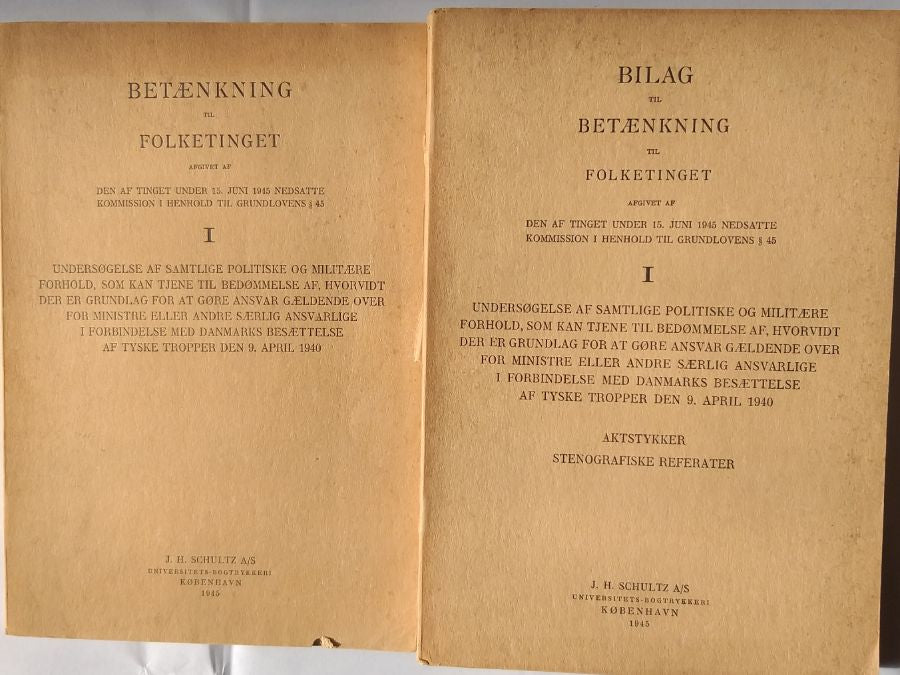 BETÆNKNING
TIL
FOLKETINGET
AFGIVET AF
DEN AF TINGET UNDER 15. JUNI 1945 NEDSATTE
KOMMISSION I HENHOLD TIL GRUNDLOVENS § 45
I
UNDERSØGELSE AF SAMTLIGE POLITISKE OG MILITÆRE
FORHOLD, SOM KAN TJENE TIL BEDØMMELSE AF, HVORVIDT
DER ER GRUNDLAG FOR AT GØRE ANSVAR GÆLDENDE OVER
FOR MINISTRE ELLER ANDRE SÆRLIG ANSVARLIGE
I FORBINDELSE MED DANMARKS BESÆTTELSE
AF TYSKE TROPPER DEN 9. APRIL 1940
J. H. SCHULTZ A/S
UNIVERSITETS-BOGTRYKKERI
KØBENHAVN
1945
BILAG
TIL
BETÆNKNING
TIL
FOLKETINGET
AFGIVET AF
DEN AF TINGET UNDER 15. JUNI 1945 NEDSATTE
KOMMISSION I HENHOLD TIL GRUNDLOVENS § 45
I
UNDERSØGELSE AF SAMTLIGE POLITISKE OG MILITÆRE
FORHOLD, SOM KAN TJENE TIL BEDØMMELSE AF, HVORVIDT
DER ER GRUNDLAG FOR AT GØRE ANSVAR GÆLDENDE OVER
FOR MINISTRE ELLER ANDRE SÆRLIG ANSVARLIGE
I FORBINDELSE MED DANMARKS BESÆTTELSE
AF TYSKE TROPPER DEN 9. APRIL 1940
AKTSTYKKER
STENOGRAFISKE REFERATER
J. H. SCHULTZ A/S
UNIVERSITETS-BOGTRYKKERI
KØBENHAVN
1945